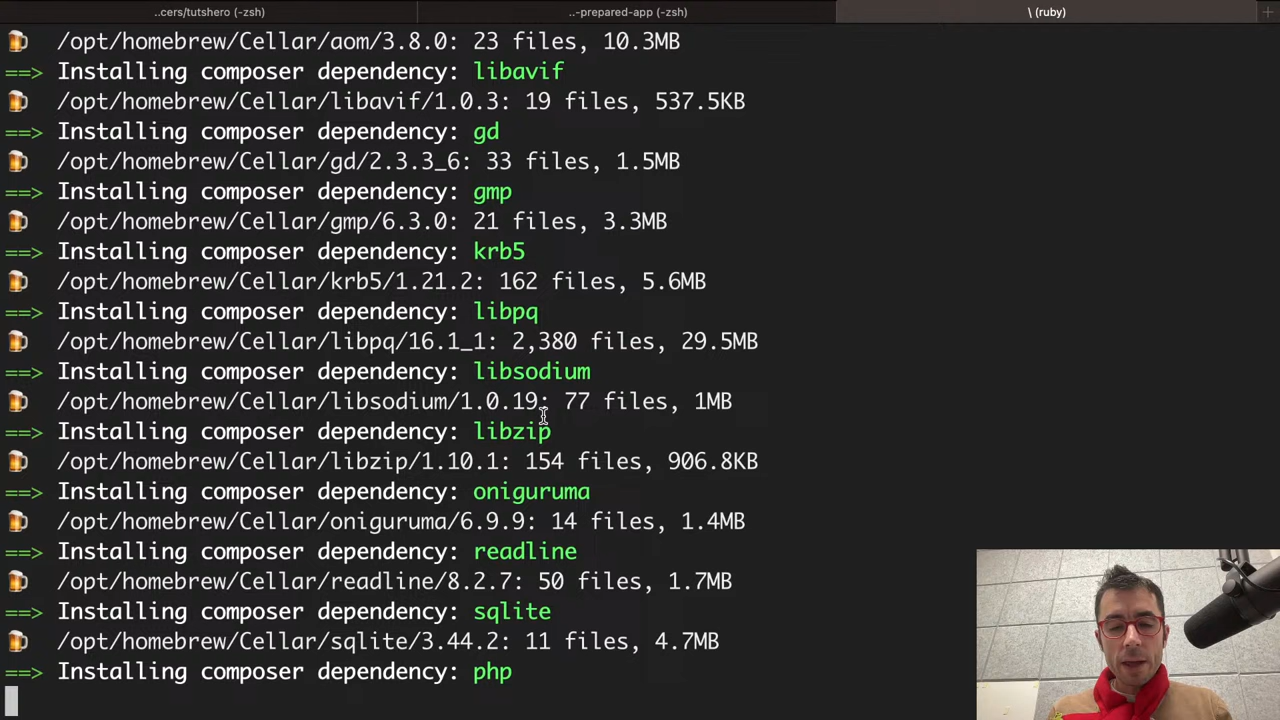 ..cers/tutshero (-zsh)
..-prepared-app (-zsh)
\ (ruby)
/opt/homebrew/Cellar/aom/3.8.0: 23 files, 10.3MB
==> Installing composer dependency: libavif
/opt/homebrew/Cellar/libavif/1.0.3: 19 files, 537.5KB
==> Installing composer dependency: gd
/opt/homebrew/Cellar/gd/2.3.3_6: 33 files, 1.5MB
==> Installing composer dependency: gmp
/opt/homebrew/Cellar/gmp/6.3.0: 21 files, 3.3MB
==> Installing composer dependency: krb5
/opt/homebrew/Cellar/krb5/1.21.2: 162 files, 5.6MB
==> Installing composer dependency: libpq
/opt/homebrew/Cellar/libpq/16.1_1: 2,380 files, 29.5MB
==> Installing composer dependency: libsodium
/opt/homebrew/Cellar/libsodium/1.0.19: 77 files, 1MB
==> Installing composer dependency: libzip
/opt/homebrew/Cellar/libzip/1.10.1: 154 files, 906.8KB
==> Installing composer dependency: oniguruma
/opt/homebrew/Cellar/oniguruma/6.9.9: 14 files, 1.4MB
==> Installing composer dependency: readline
/opt/homebrew/Cellar/readline/8.2.7: 50 files, 1.7MB
==> Installing composer dependency: sqlite
/opt/homebrew/Cellar/sqlite/3.44.2: 11 files, 4.7MB
==> Installing composer dependency: php